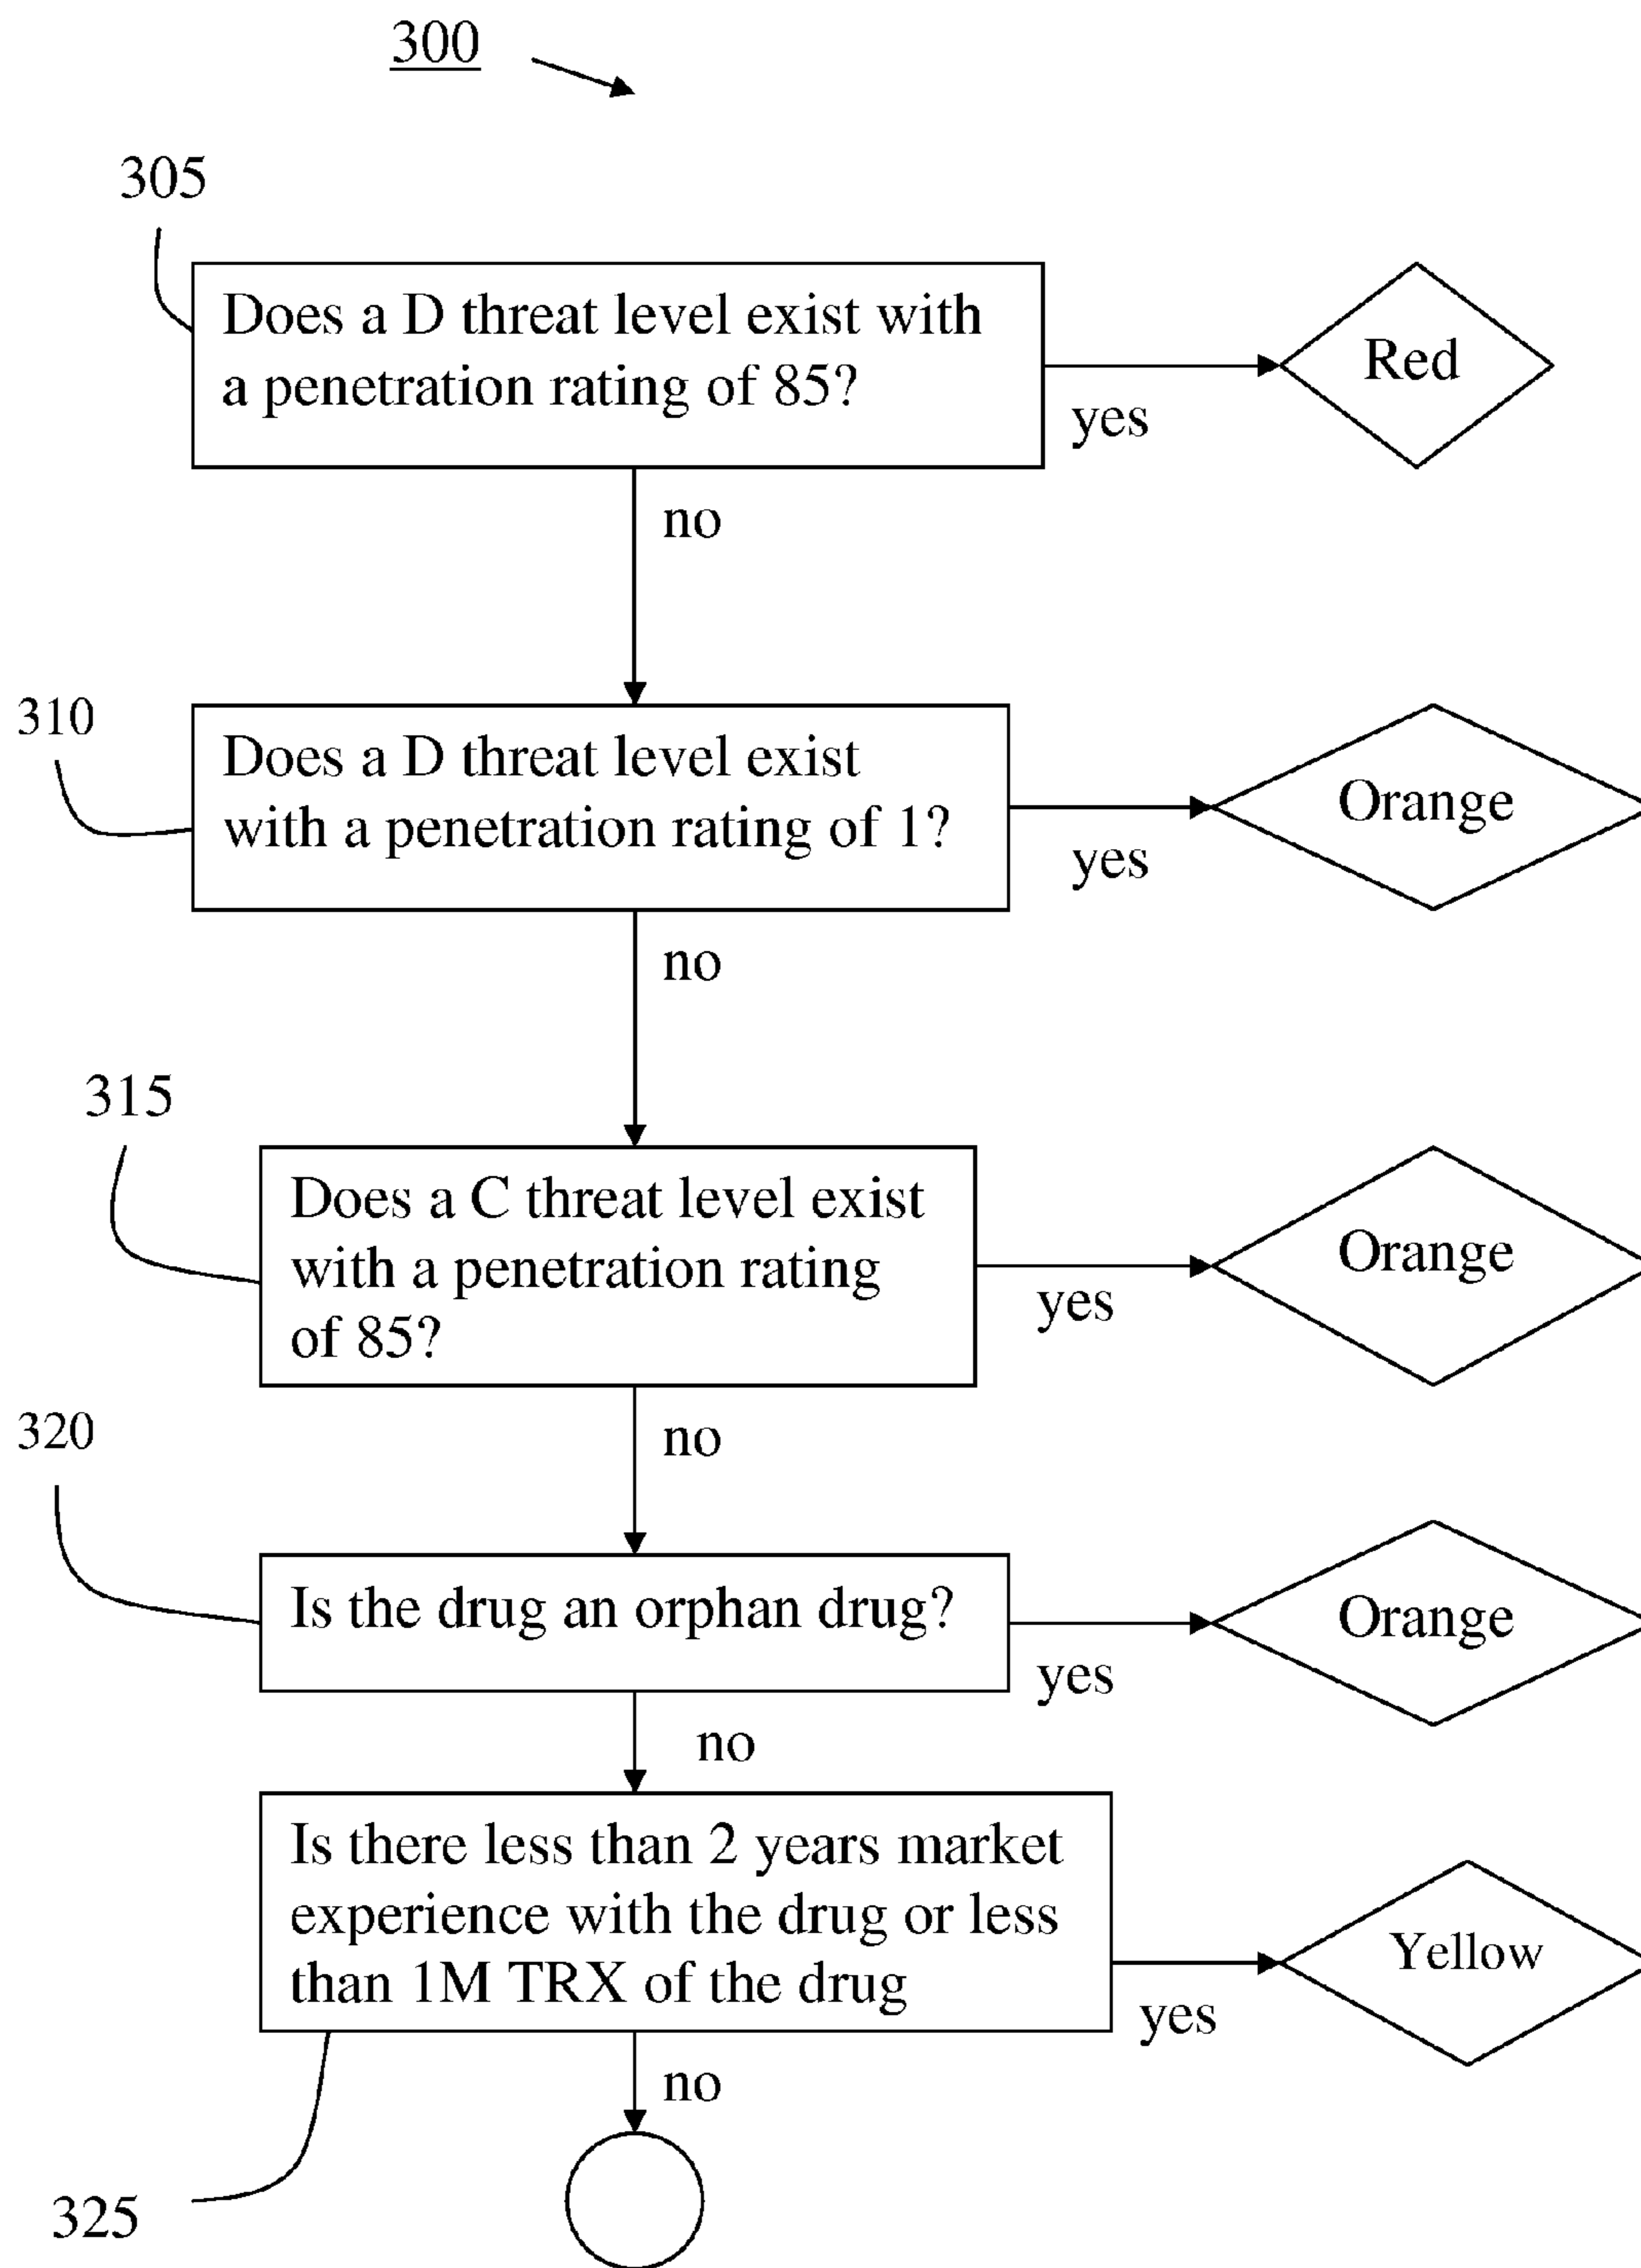 300
305
Does a D threat level exist with
a penetration rating of 85?
Red
yes
no
310
Does a D threat level exist
with a penetration rating of 1?
Orange
yes
no
315
Does a C threat level exist
with a penetration rating
of 85?
Orange
yes
no
320
Is the drug an orphan drug?
Orange
yes
no
Is there less than 2 years market
experience with the drug or less
than 1M TRX of the drug
Yellow
yes
no
325